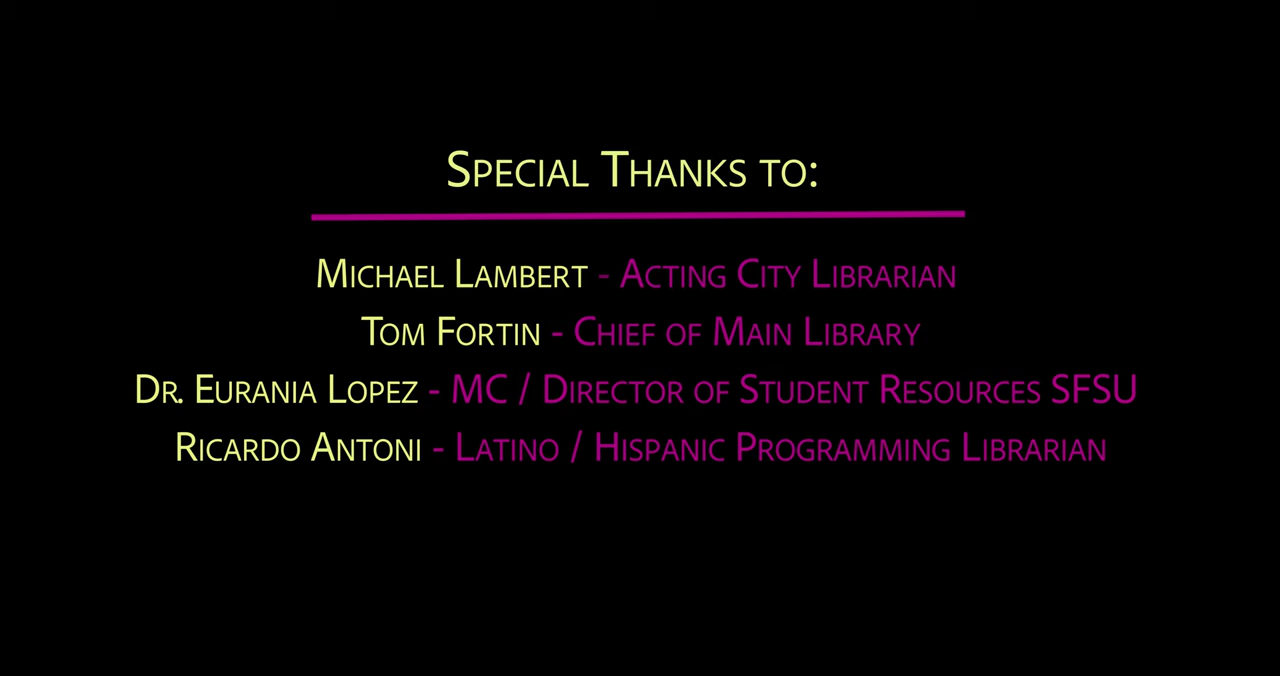 Special Thanks to:
Michael Lambert - Acting City Librarian
Tom Fortin - Chief of Main Library
Dr. Eurania Lopez - MC / Director of Student Resources SFSU
Ricardo Antoni - Latino / Hispanic Programming Librarian